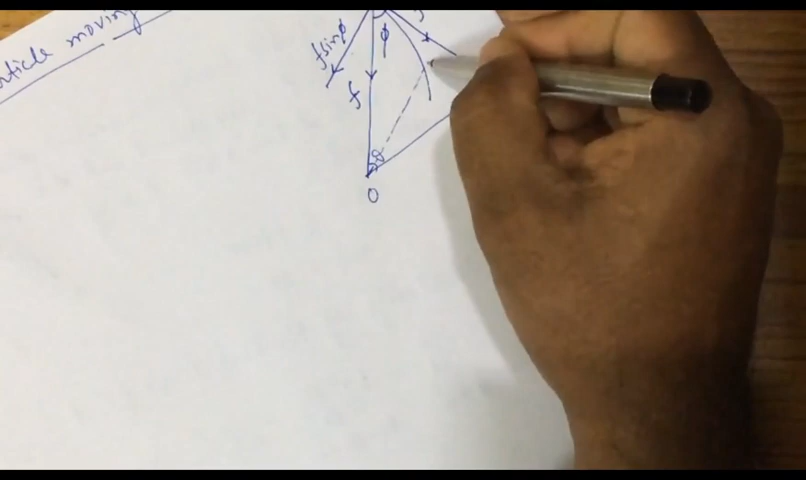 rticle moving
f sinφ
φ
f
θ
O